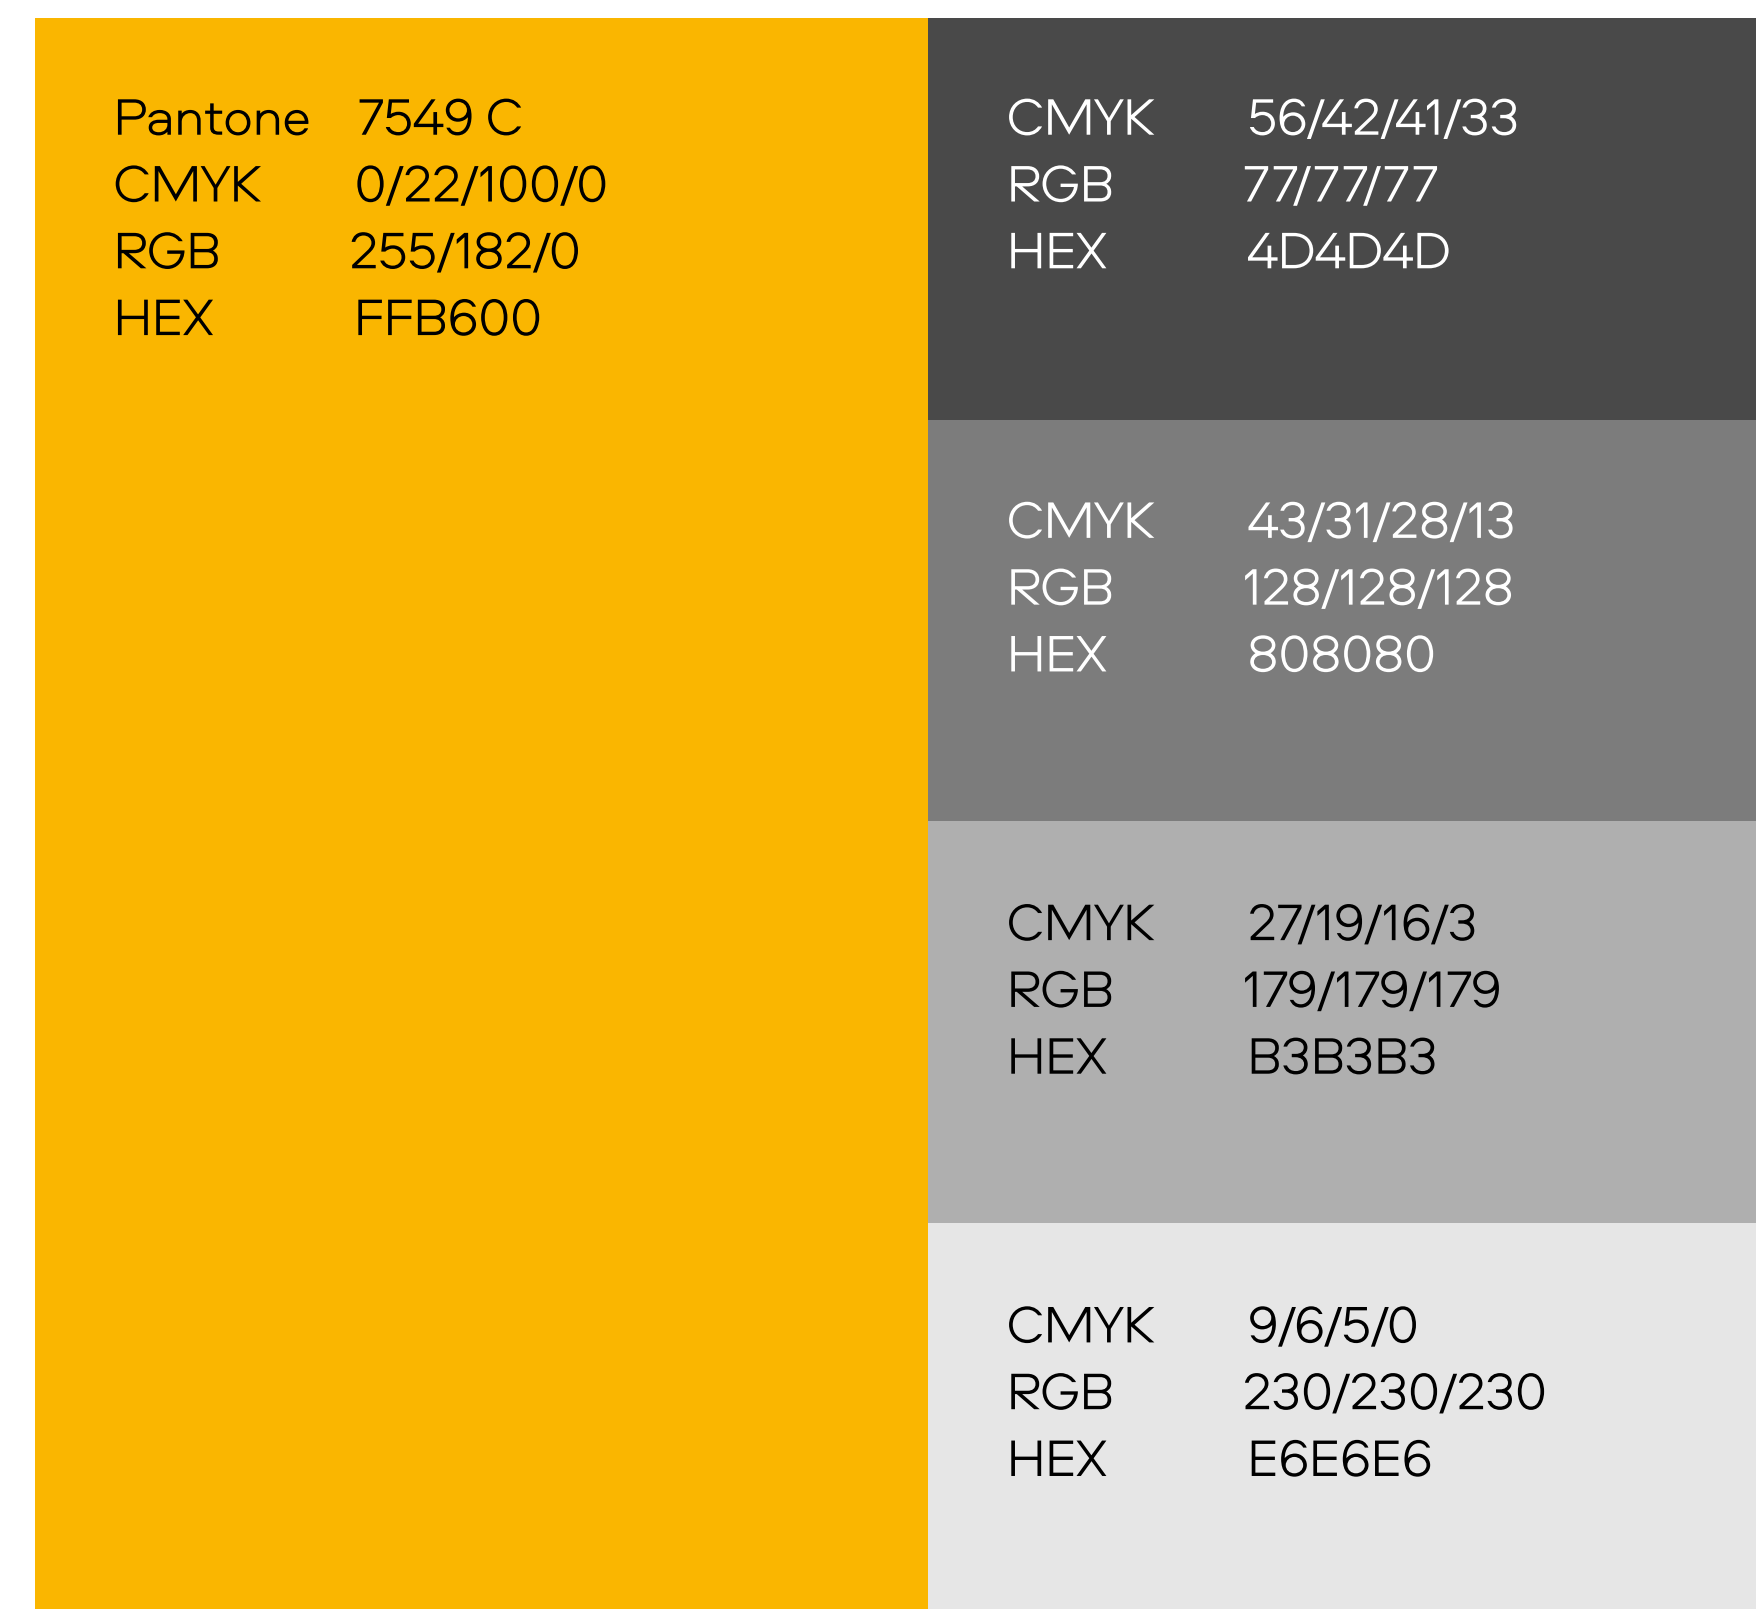 Pantone 7549 C
CMYK 0/22/100/0
RGB 255/182/0
HEX FFB600
CMYK 56/42/41/33
RGB 77/77/77
HEX 4D4D4D
CMYK 43/31/28/13
RGB 128/128/128
HEX 808080
CMYK 27/19/16/3
RGB 179/179/179
HEX B3B3B3
CMYK 9/6/5/0
RGB 230/230/230
HEX E6E6E6